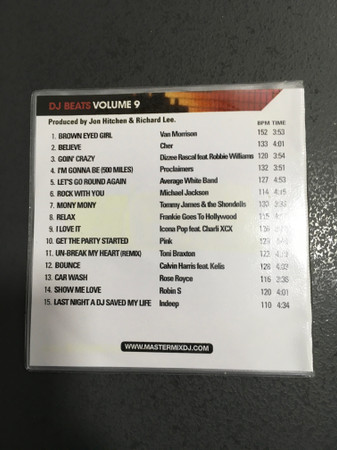 DJ BEATS VOLUME 9
Produced by Jon Hitchen & Richard Lee.
BPM TIME
1. BROWN EYED GIRL Van Morrison 152 3:53
2. BELIEVE Cher 133 4:01
3. GOIN' CRAZY Dizee Rascal feat Robbie Williams 120 3:54
4. I'M GONNA BE (500 MILES) Proclaimers 132 3:51
5. LET'S GO ROUND AGAIN Average White Band 127 4:53
6. ROCK WITH YOU Michael Jackson 114
7. MONY MONY Tommy James & The Shondells 130
8. RELAX Frankie Goes To Hollywood 115
9. I LOVE IT Icona Pop feat Charli XCX
10. GET THE PARTY STARTED Pink 129
11. UN-BREAK MY HEART (REMIX) Toni Braxton
12. BOUNCE Calvin Harris feat. Kelis 128
13. CAR WASH Rose Royce 116
14. SHOW ME LOVE Robin S 120 4:01
15. LAST NIGHT A DJ SAVED MY LIFE Indeep 110 4:34
WWW.MASTERMIXDJ.COM